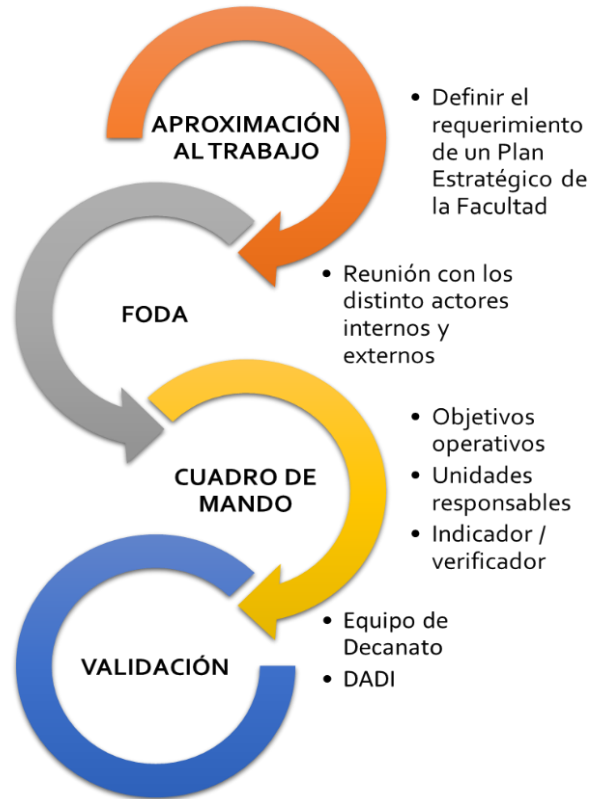 APROXIMACIÓN
AL TRABAJO
• Definir el
requerimiento
de un Plan
Estratégico de
la Facultad
FODA
• Reunión con los
distinto actores
internos y
externos
CUADRO DE
MANDO
• Objetivos
operativos
• Unidades
responsables
• Indicador /
verificador
VALIDACIÓN
• Equipo de
Decanato
• DADI